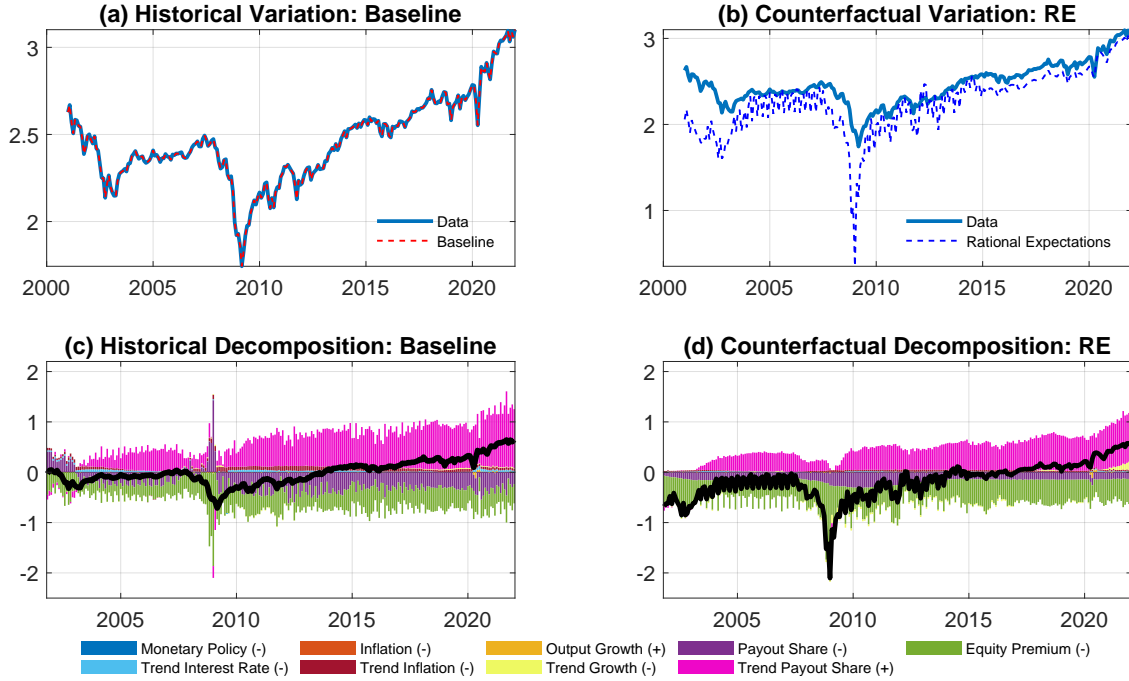 (a) Historical Variation: Baseline
3
2.5
2
Data
Baseline
2000 2005 2010 2015 2020
(b) Counterfactual Variation: RE
3
2
1
Data
Rational Expectations
2000 2005 2010 2015 2020
(c) Historical Decomposition: Baseline
2
1
0
-1
-2
2005 2010 2015 2020
(d) Counterfactual Decomposition: RE
2
1
0
-1
-2
2005 2010 2015 2020
Monetary Policy (-) Inflation (-) Output Growth (+) Payout Share (-) Equity Premium (-)
Trend Interest Rate (-) Trend Inflation (-) Trend Growth (-) Trend Payout Share (+)